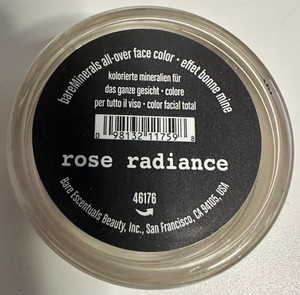 bareMinerals all-over face color • effet bonne mine
kolorierte mineralien für
das ganze gesicht • colore
per tutto il viso • color facial total
0 98132 11759 8
rose radiance
46176
Bare Escentuals Beauty, Inc., San Francisco, CA 94105, USA